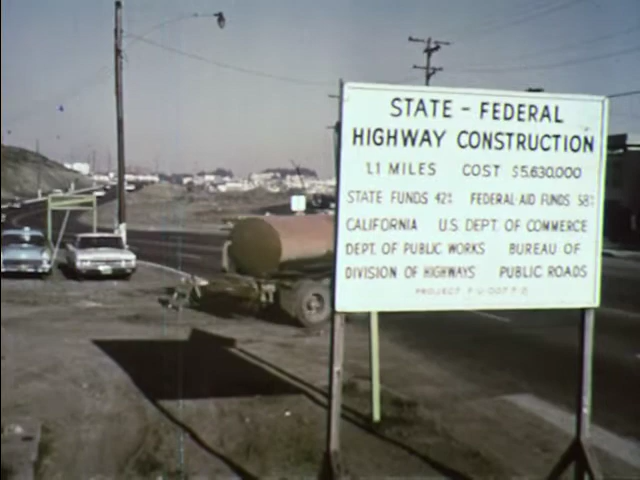 STATE - FEDERAL
HIGHWAY CONSTRUCTION
1.1 MILES COST $5,630,000
STATE FUNDS 42% FEDERAL-AID FUNDS 58%
CALIFORNIA U.S. DEPT. OF COMMERCE
DEPT. OF PUBLIC WORKS BUREAU OF
DIVISION OF HIGHWAYS PUBLIC ROADS
PROJECT